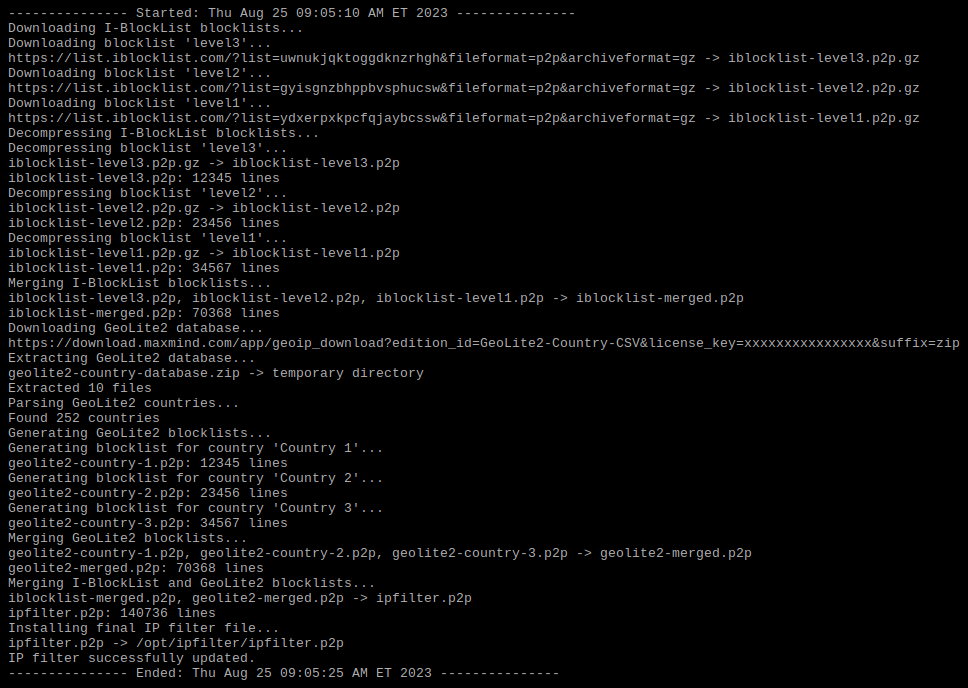 --------------- Started: Thu Aug 25 09:05:10 AM ET 2023 ---------------
Downloading I-BlockList blocklists...
Downloading blocklist 'level3'...
https://list.iblocklist.com/?list=uwnukjqktoggdknzrhgh&fileformat=p2p&archiveformat=gz -> iblocklist-level3.p2p.gz
Downloading blocklist 'level2'...
https://list.iblocklist.com/?list=gyisgnzbhppbvsphucsw&fileformat=p2p&archiveformat=gz -> iblocklist-level2.p2p.gz
Downloading blocklist 'level1'...
https://list.iblocklist.com/?list=ydxerpxkpcfqjaybcssw&fileformat=p2p&archiveformat=gz -> iblocklist-level1.p2p.gz
Decompressing I-BlockList blocklists...
Decompressing blocklist 'level3'...
iblocklist-level3.p2p.gz -> iblocklist-level3.p2p
iblocklist-level3.p2p: 12345 lines
Decompressing blocklist 'level2'...
iblocklist-level2.p2p.gz -> iblocklist-level2.p2p
iblocklist-level2.p2p: 23456 lines
Decompressing blocklist 'level1'...
iblocklist-level1.p2p.gz -> iblocklist-level1.p2p
iblocklist-level1.p2p: 34567 lines
Merging I-BlockList blocklists...
iblocklist-level3.p2p, iblocklist-level2.p2p, iblocklist-level1.p2p -> iblocklist-merged.p2p
iblocklist-merged.p2p: 70368 lines
Downloading GeoLite2 database...
https://download.maxmind.com/app/geoip_download?edition_id=GeoLite2-Country-CSV&license_key=xxxxxxxxxxxxxxxx&suffix=zip
Extracting GeoLite2 database...
geolite2-country-database.zip -> temporary directory
Extracted 10 files
Parsing GeoLite2 countries...
Found 252 countries
Generating GeoLite2 blocklists...
Generating blocklist for country 'Country 1'...
geolite2-country-1.p2p: 12345 lines
Generating blocklist for country 'Country 2'...
geolite2-country-2.p2p: 23456 lines
Generating blocklist for country 'Country 3'...
geolite2-country-3.p2p: 34567 lines
Merging GeoLite2 blocklists...
geolite2-country-1.p2p, geolite2-country-2.p2p, geolite2-country-3.p2p -> geolite2-merged.p2p
geolite2-merged.p2p: 70368 lines
Merging I-BlockList and GeoLite2 blocklists...
iblocklist-merged.p2p, geolite2-merged.p2p -> ipfilter.p2p
ipfilter.p2p: 140736 lines
Installing final IP filter file...
ipfilter.p2p -> /opt/ipfilter/ipfilter.p2p
IP filter successfully updated.
--------------- Ended: Thu Aug 25 09:05:25 AM ET 2023 ---------------